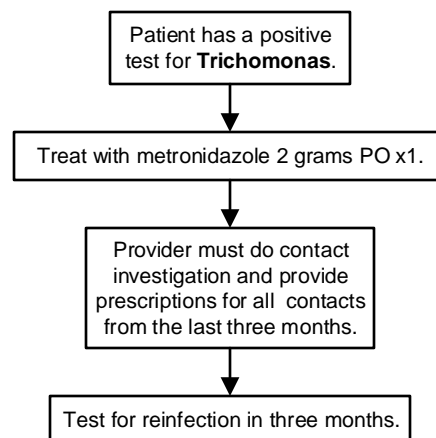 Patient has a positive
test for Trichomonas.
Treat with metronidazole 2 grams PO x1.
Provider must do contact
investigation and provide
prescriptions for all contacts
from the last three months.
Test for reinfection in three months.